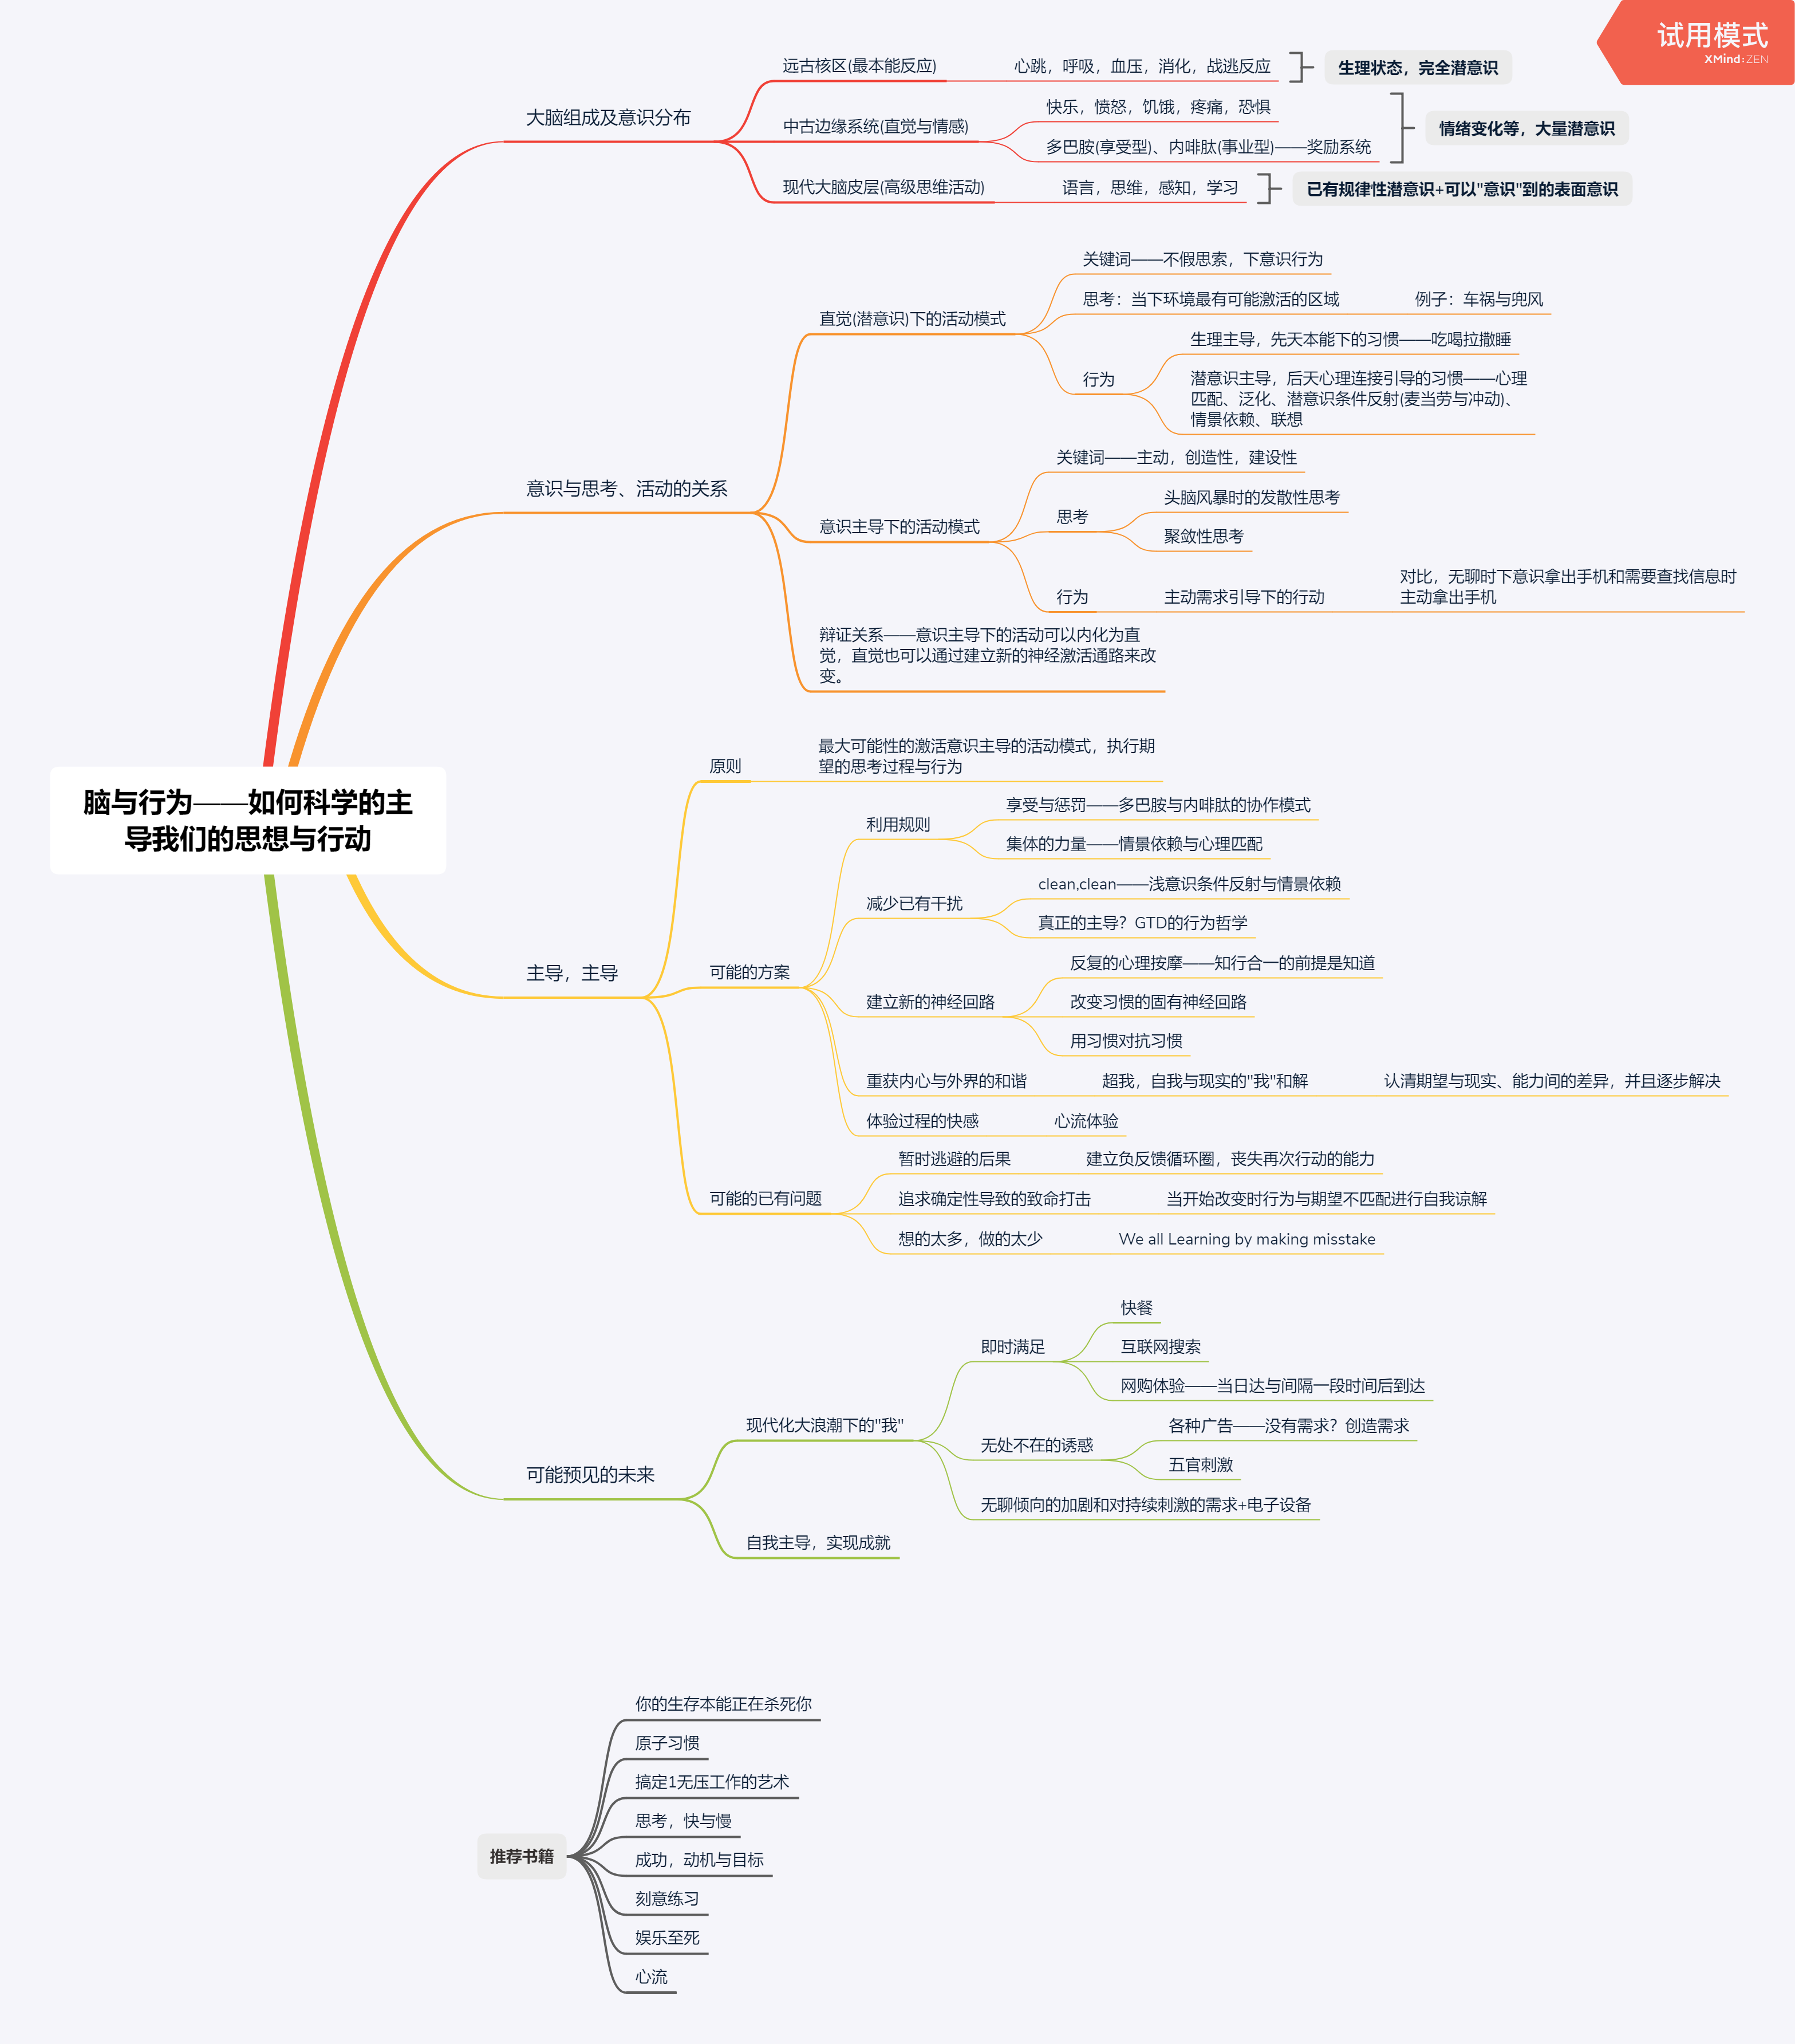 试用模式
XMind:ZEN
脑与行为——如何科学的主
导我们的思想与行动
大脑组成及意识分布
远古核区(最本能反应)
心跳，呼吸，血压，消化，战逃反应
生理状态，完全潜意识
中古边缘系统(直觉与情感)
快乐，愤怒，饥饿，疼痛，恐惧
多巴胺(享受型)、内啡肽(事业型)——奖励系统
情绪变化等，大量潜意识
现代大脑皮层(高级思维活动)
语言，思维，感知，学习
已有规律性潜意识+可以"意识"到的表面意识
意识与思考、活动的关系
直觉(潜意识)下的活动模式
关键词——不假思索，下意识行为
思考：当下环境最有可能激活的区域
例子：车祸与兜风
行为
生理主导，先天本能下的习惯——吃喝拉撒睡
潜意识主导，后天心理连接引导的习惯——心理
匹配、泛化、潜意识条件反射(麦当劳与冲动)、
情景依赖、联想
意识主导下的活动模式
关键词——主动，创造性，建设性
思考
头脑风暴时的发散性思考
聚敛性思考
行为
主动需求引导下的行动
对比，无聊时下意识拿出手机和需要查找信息时
主动拿出手机
辩证关系——意识主导下的活动可以内化为直
觉，直觉也可以通过建立新的神经激活通路来改
变。
主导，主导
原则
最大可能性的激活意识主导的活动模式，执行期
望的思考过程与行为
可能的方案
利用规则
享受与惩罚——多巴胺与内啡肽的协作模式
集体的力量——情景依赖与心理匹配
减少已有干扰
clean,clean——浅意识条件反射与情景依赖
真正的主导？GTD的行为哲学
建立新的神经回路
反复的心理按摩——知行合一的前提是知道
改变习惯的固有神经回路
用习惯对抗习惯
重获内心与外界的和谐
超我，自我与现实的"我"和解
认清期望与现实、能力间的差异，并且逐步解决
体验过程的快感
心流体验
可能的已有问题
暂时逃避的后果
建立负反馈循环圈，丧失再次行动的能力
追求确定性导致的致命打击
当开始改变时行为与期望不匹配进行自我谅解
想的太多，做的太少
We all Learning by making misstake
可能预见的未来
现代化大浪潮下的"我"
即时满足
快餐
互联网搜索
网购体验——当日达与间隔一段时间后到达
无处不在的诱惑
各种广告——没有需求？创造需求
五官刺激
无聊倾向的加剧和对持续刺激的需求+电子设备
自我主导，实现成就
推荐书籍
你的生存本能正在杀死你
原子习惯
搞定1无压工作的艺术
思考，快与慢
成功，动机与目标
刻意练习
娱乐至死
心流